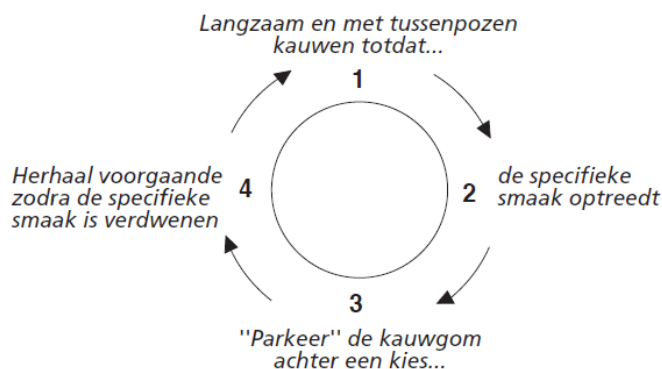 Langzaam en met tussenpozen
kauwen totdat...
1
2
de specifieke
smaak optreedt
3
"Parkeer" de kauwgom
achter een kies...
4
Herhaal voorgaande
zodra de specifieke
smaak is verdwenen